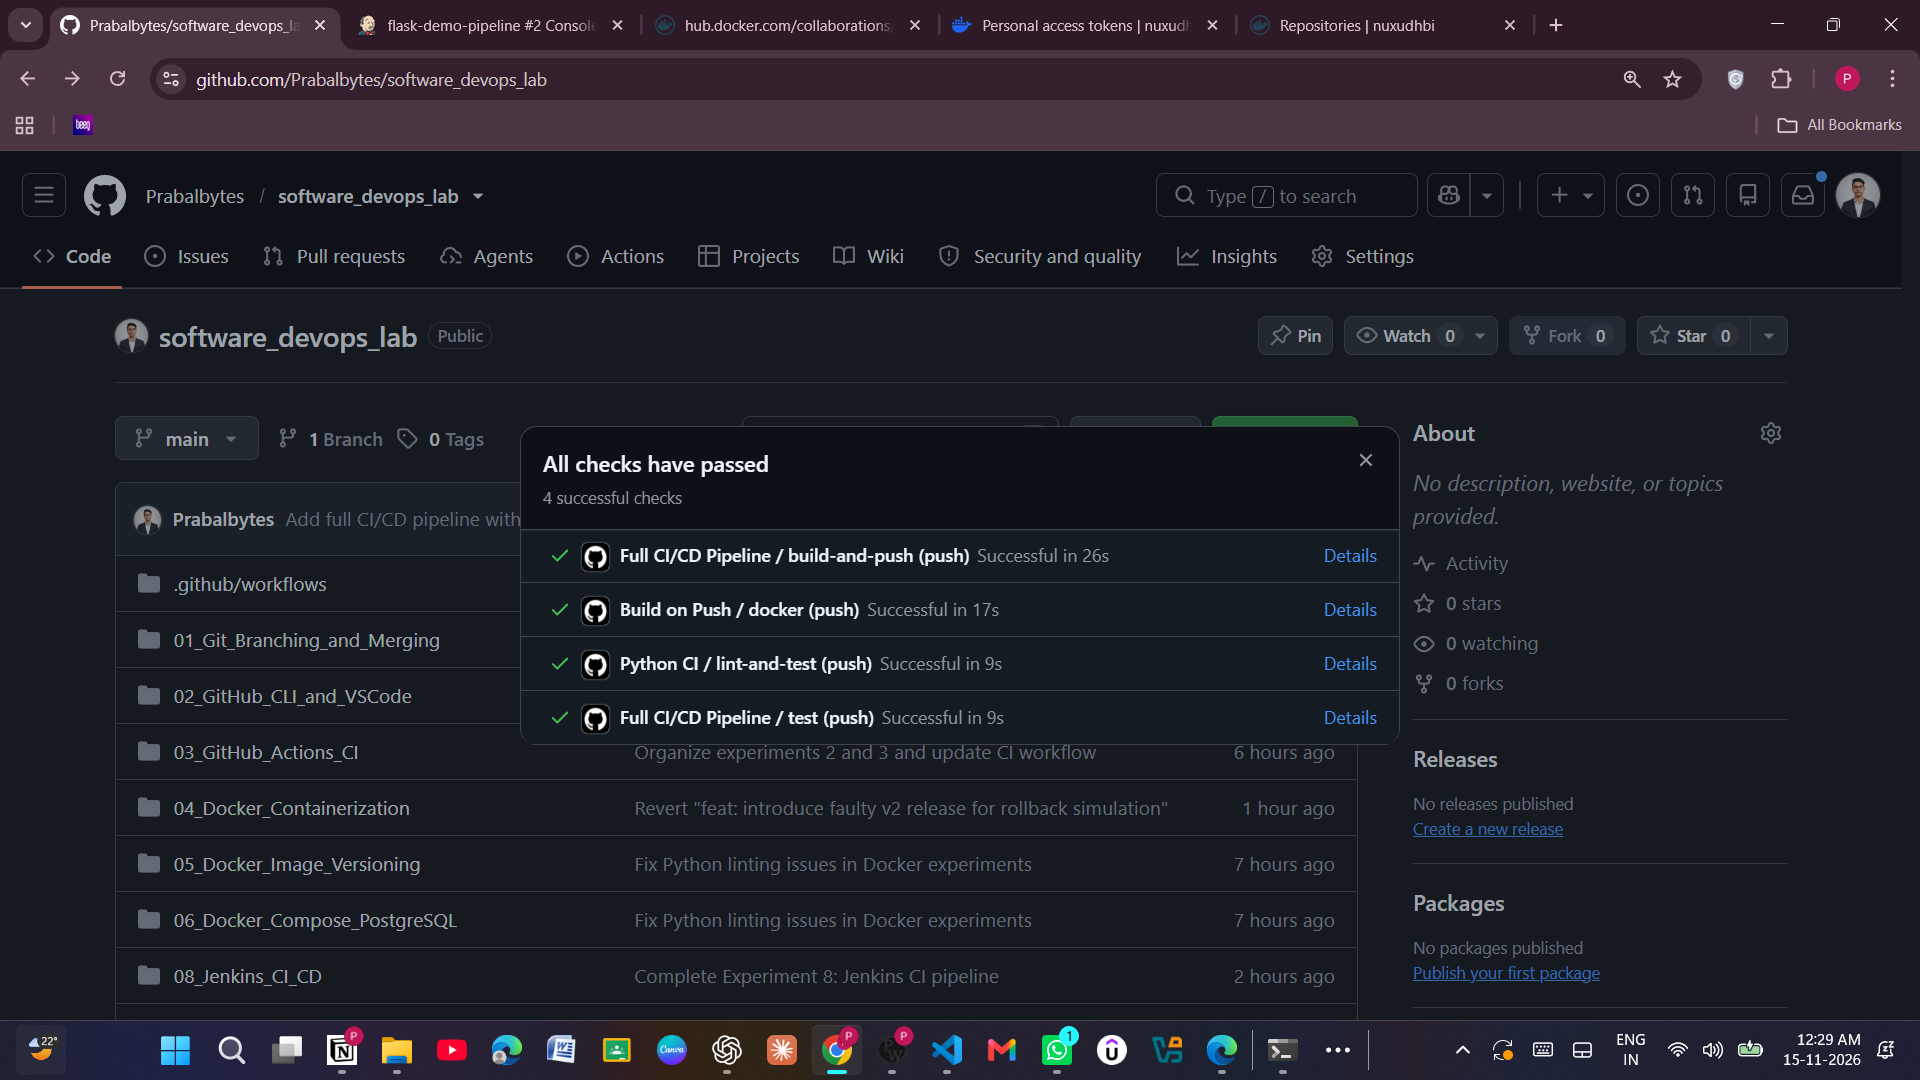 Prabalbytes/software_devops_la
flask-demo-pipeline #2 Console
hub.docker.com/collaborations/
Personal access tokens | nuxudh
Repositories | nuxudhbi
github.com/Prabalbytes/software_devops_lab
P
beeg
All Bookmarks
Prabalbytes / software_devops_lab
Type / to search
Code
Issues
Pull requests
Agents
Actions
Projects
Wiki
Security and quality
Insights
Settings
software_devops_lab Public
Pin
Watch 0
Fork 0
Star 0
main
1 Branch
0 Tags
Prabalbytes Add full CI/CD pipeline with
All checks have passed
4 successful checks
Full CI/CD Pipeline / build-and-push (push) Successful in 26s Details
Build on Push / docker (push) Successful in 17s Details
Python CI / lint-and-test (push) Successful in 9s Details
Full CI/CD Pipeline / test (push) Successful in 9s Details
.github/workflows
01_Git_Branching_and_Merging
02_GitHub_CLI_and_VSCode
03_GitHub_Actions_CI Organize experiments 2 and 3 and update CI workflow 6 hours ago
04_Docker_Containerization Revert "feat: introduce faulty v2 release for rollback simulation" 1 hour ago
05_Docker_Image_Versioning Fix Python linting issues in Docker experiments 7 hours ago
06_Docker_Compose_PostgreSQL Fix Python linting issues in Docker experiments 7 hours ago
08_Jenkins_CI_CD Complete Experiment 8: Jenkins CI pipeline 2 hours ago
About
No description, website, or topics
provided.
Activity
0 stars
0 watching
0 forks
Releases
No releases published
Create a new release
Packages
No packages published
Publish your first package
22°
P
Canva
P
P
1
ENG
IN
12:29 AM
15-11-2026